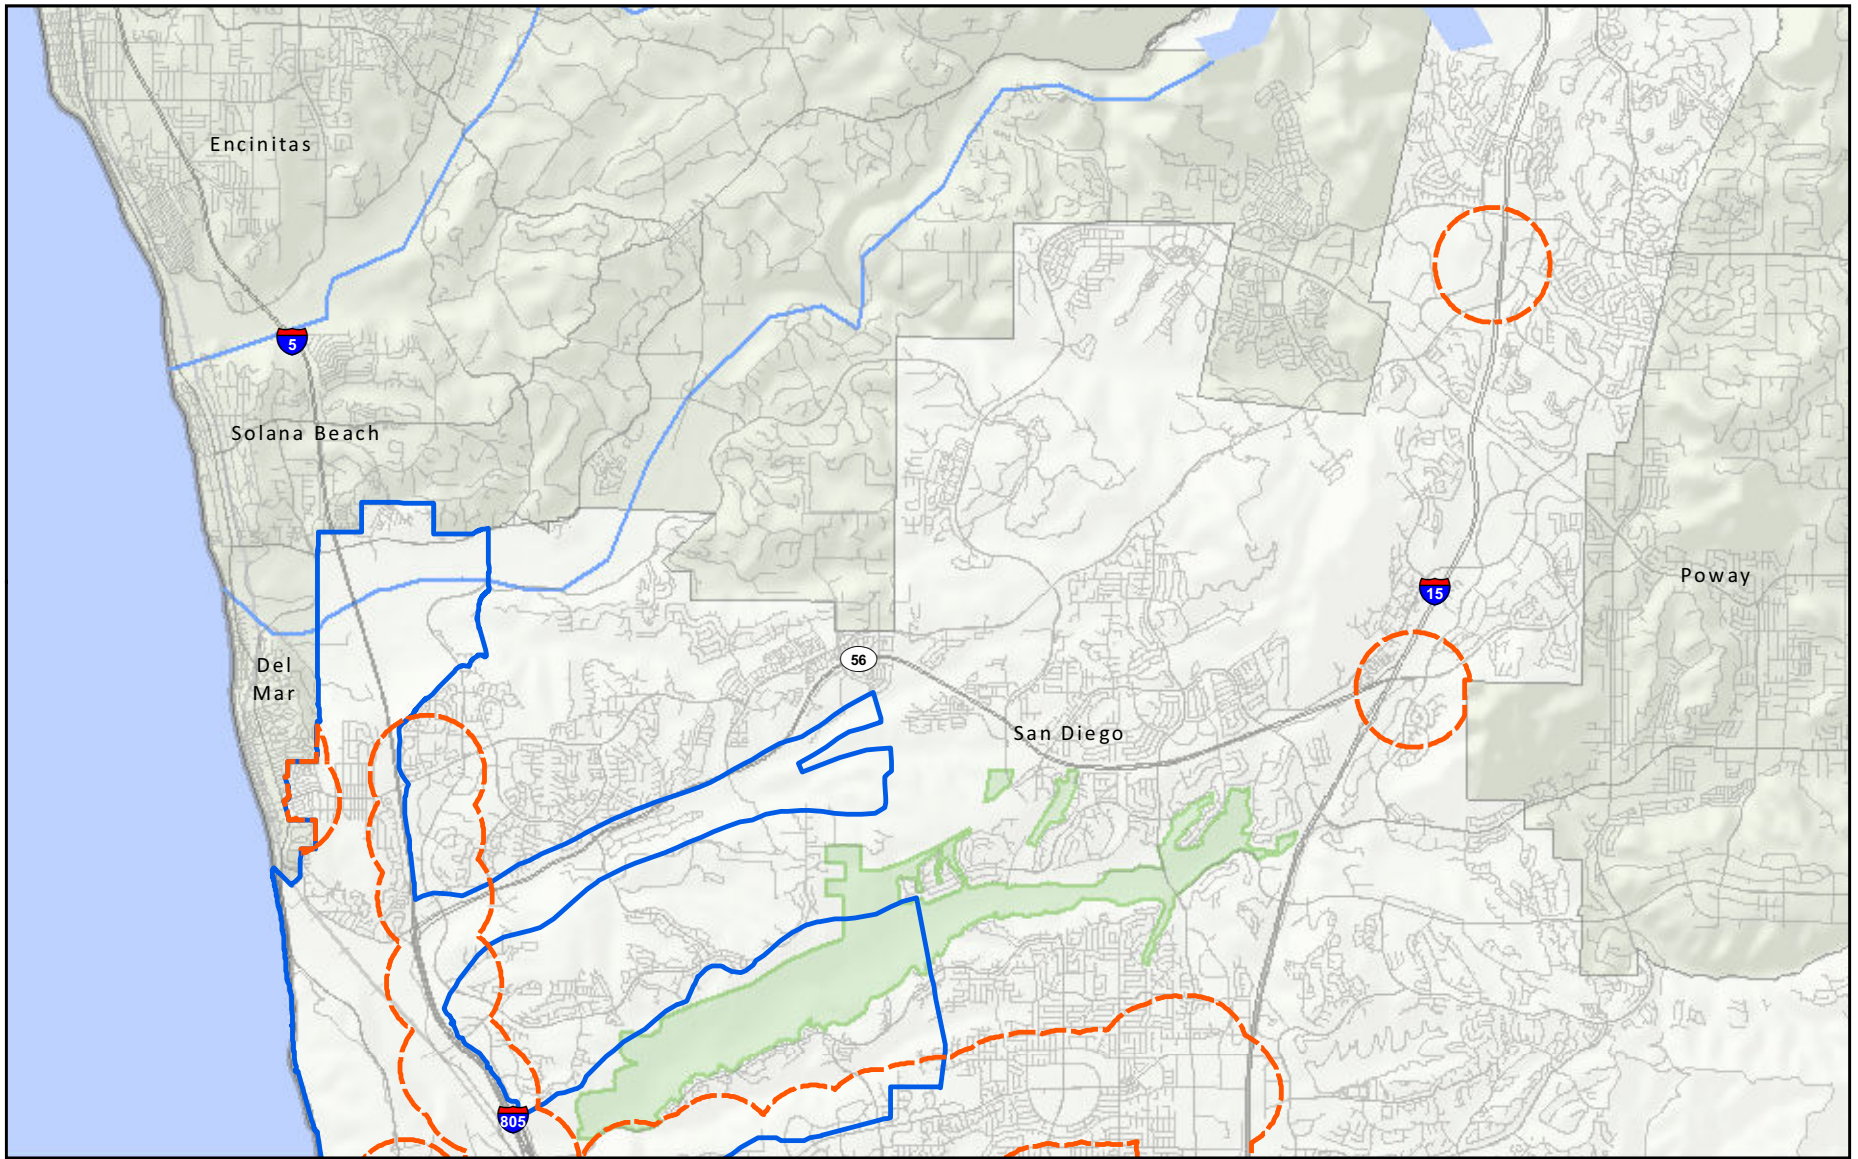 Encinitas
5
Solana Beach
15
Poway
56
Del
Mar
San Diego
805